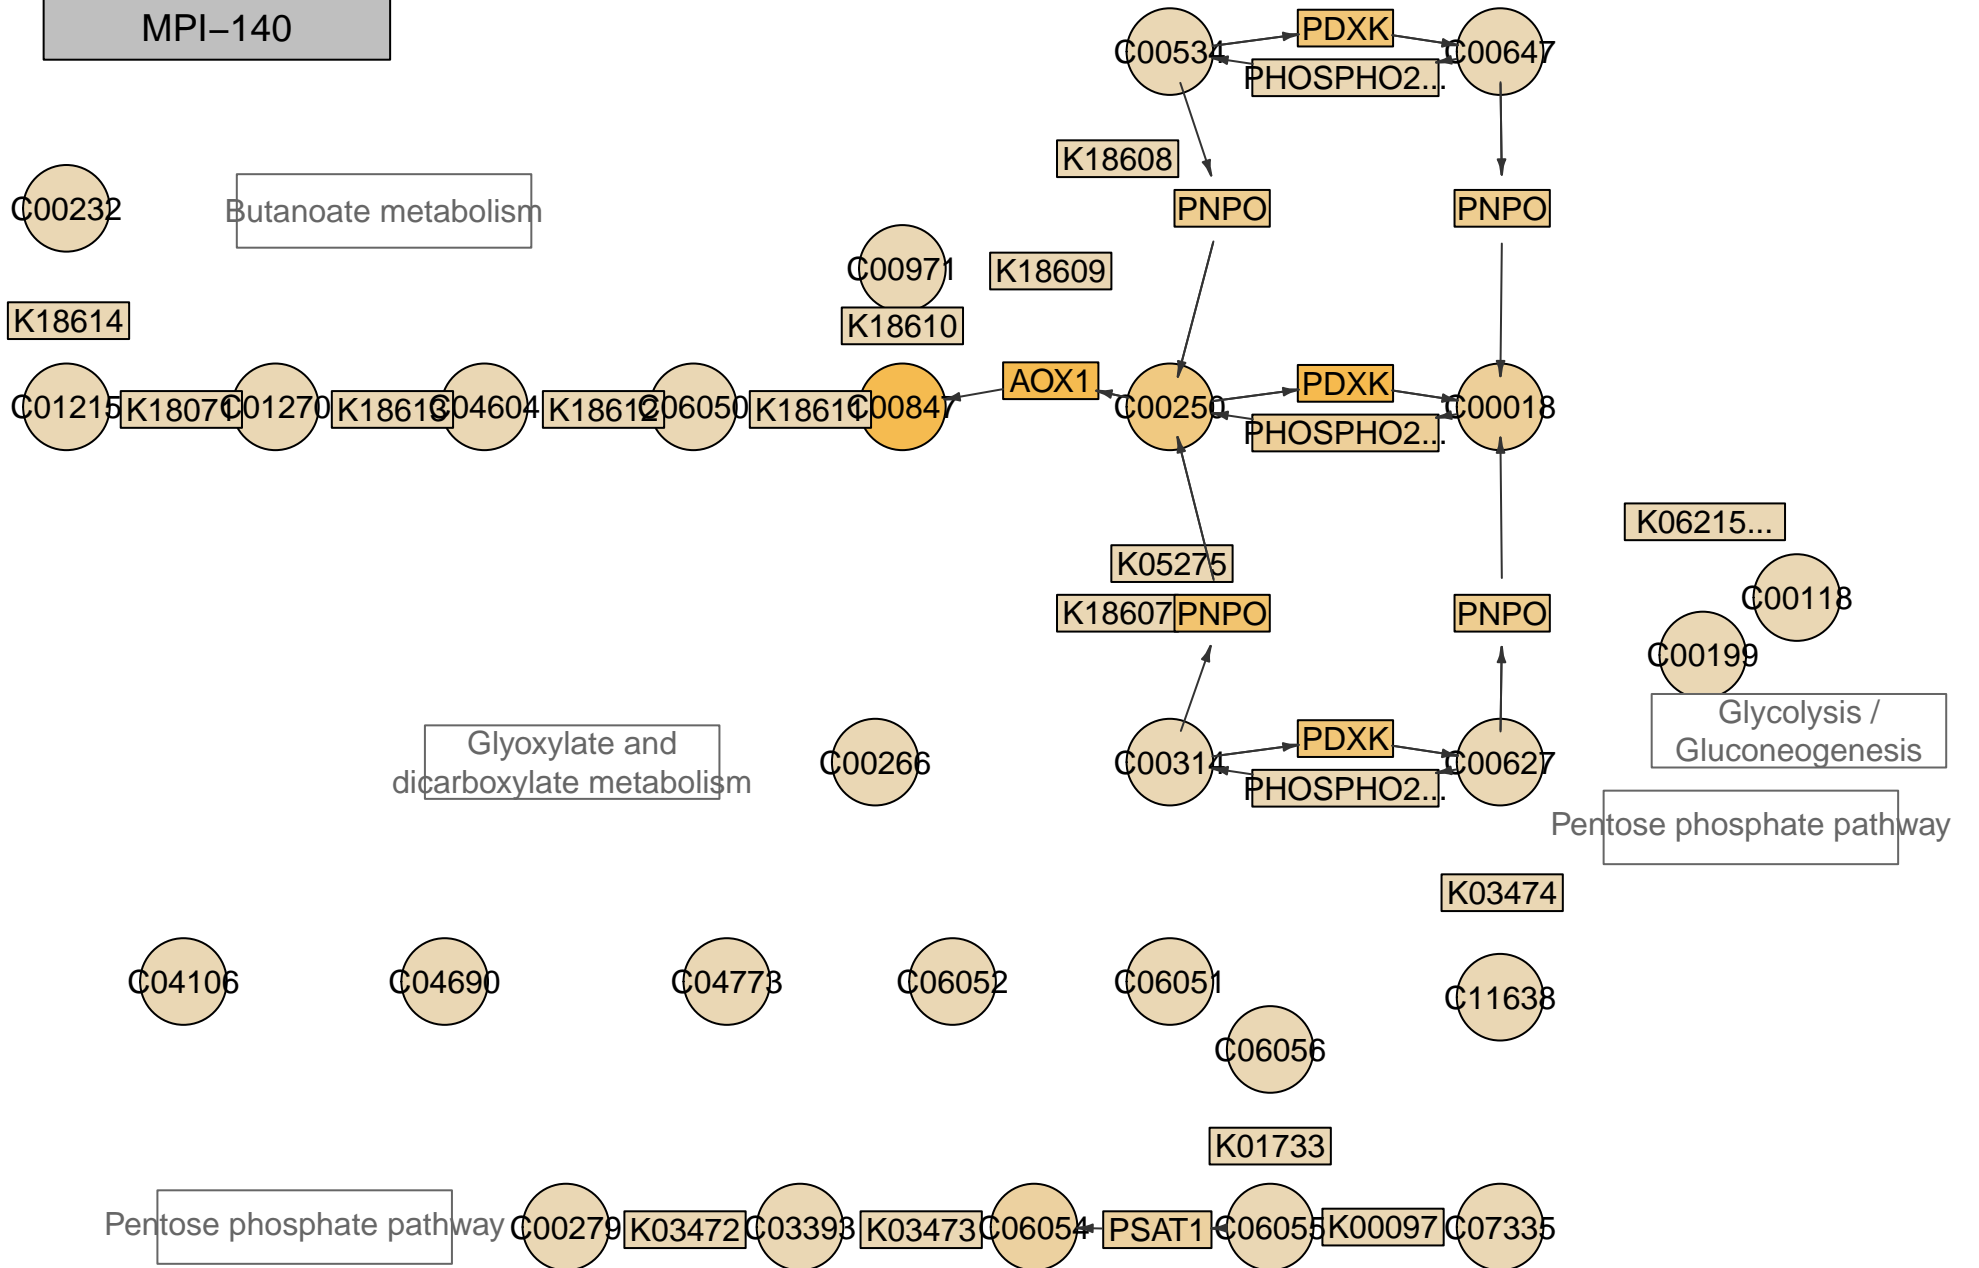 MPI−140
C00534
PDXK
C00647
PHOSPHO2...
K18608
C00232
Butanoate metabolism
PNPO
PNPO
C00971
K18609
K18614
K18610
AOX1
PDXK
C01215
K18071
C01270
K18613
C04604
K18612
C06050
K18611
C00847
C00250
C00018
PHOSPHO2...
K06215...
K05275
C00118
K18607
PNPO
PNPO
C00199
Glycolysis /
Gluconeogenesis
Glyoxylate and
dicarboxylate metabolism
C00266
C00314
PDXK
C00627
PHOSPHO2...
Pentose phosphate pathway
K03474
C04106
C04690
C04773
C06052
C06051
C11638
C06056
K01733
Pentose phosphate pathway
C00279
K03472
C03393
K03473
C06054
PSAT1
C06055
K00097
C07335